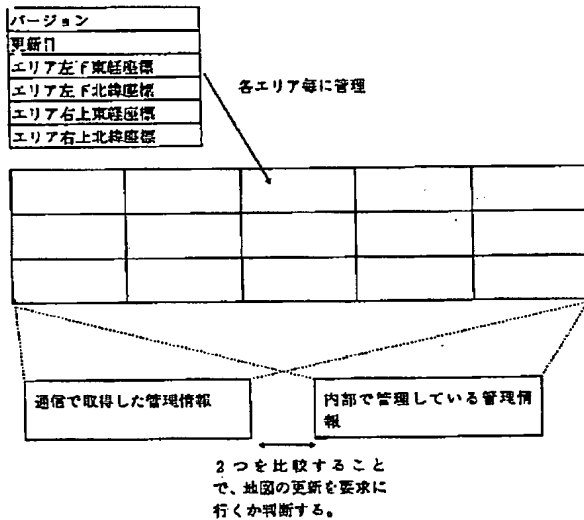 バージョン
更新日
エリア左下東経座標
エリア左下北緯座標
エリア右上東経座標
エリア右上北緯座標
各エリア毎に管理
通信で取得した管理情報
内部で管理している管理情
報
２つを比較すること
で、地図の更新を要求に
行くか判断する。